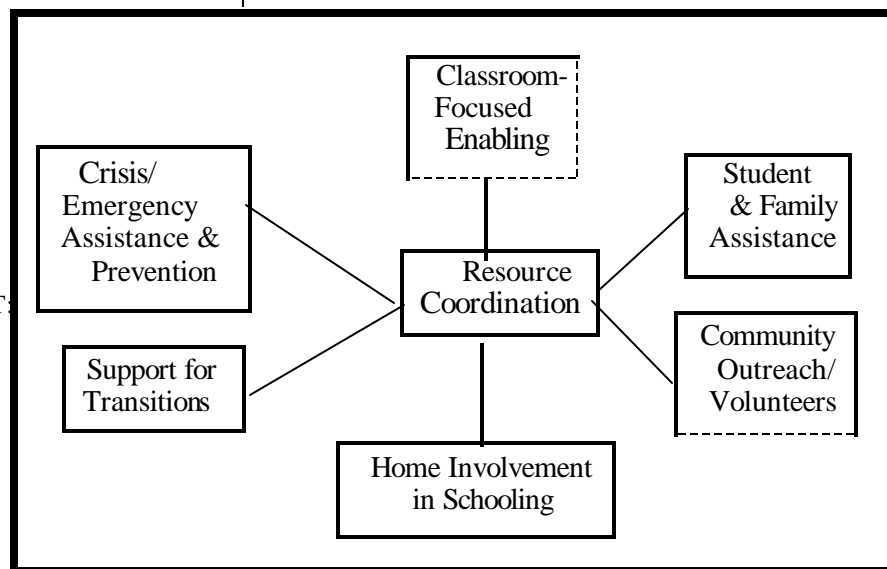 Classroom-
Focused
Enabling
Crisis/
Emergency
Assistance &
Prevention
Student
& Family
Assistance
Resource
Coordination
T:
Support for
Transitions
Community
Outreach/
Volunteers
Home Involvement
in Schooling